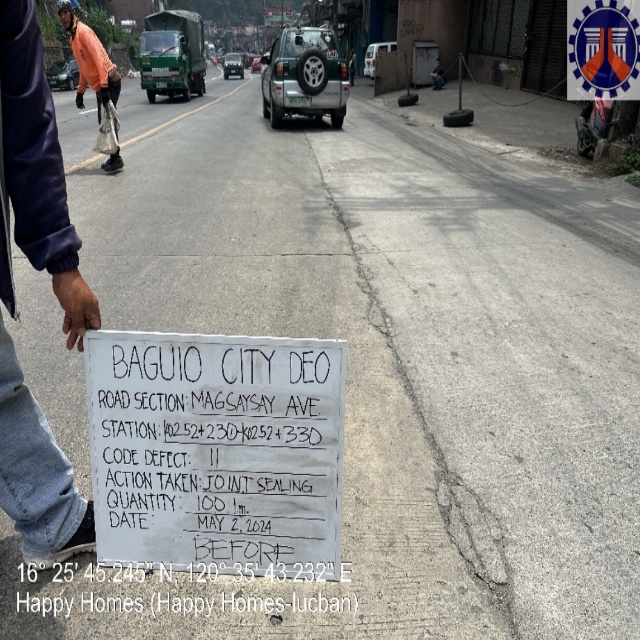 BAGUIO CITY DEO
ROAD SECTION: MAGSAYSAY AVE.
STATION: K0252+230-K0252+330
CODE DEFECT: 11
ACTION TAKEN: JOINT SEALING
QUANTITY: 100 lm.
DATE: MAY 2, 2024
BEFORE
16° 25' 45.245" N, 120° 35' 43.232" E
Happy Homes (Happy Homes-lucban)